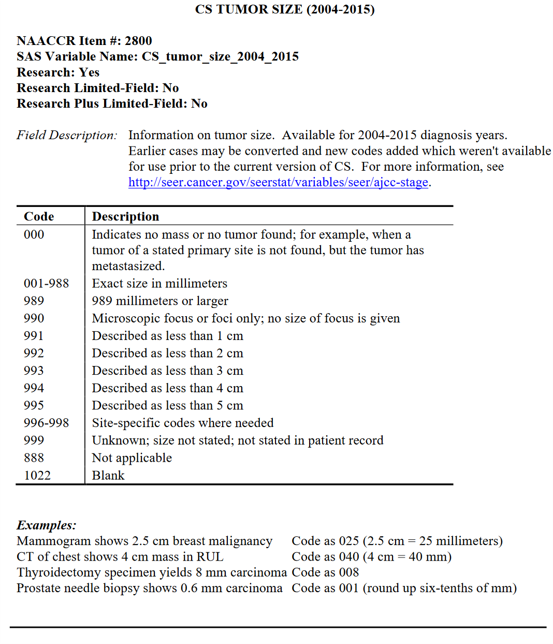 CS TUMOR SIZE (2004-2015)
NAACCR Item #: 2800
SAS Variable Name: CS_tumor_size_2004_2015
Research: Yes
Research Limited-Field: No
Research Plus Limited-Field: No
Field Description: Information on tumor size. Available for 2004-2015 diagnosis years.
Earlier cases may be converted and new codes added which weren't available
for use prior to the current version of CS. For more information, see
http://seer.cancer.gov/seerstat/variables/seer/ajcc-stage.
Code Description
000 Indicates no mass or no tumor found; for example, when a
tumor of a stated primary site is not found, but the tumor has
metastasized.
001-988 Exact size in millimeters
989 989 millimeters or larger
990 Microscopic focus or foci only; no size of focus is given
991 Described as less than 1 cm
992 Described as less than 2 cm
993 Described as less than 3 cm
994 Described as less than 4 cm
995 Described as less than 5 cm
996-998 Site-specific codes where needed
999 Unknown; size not stated; not stated in patient record
888 Not applicable
1022 Blank
Examples:
Mammogram shows 2.5 cm breast malignancy Code as 025 (2.5 cm = 25 millimeters)
CT of chest shows 4 cm mass in RUL Code as 040 (4 cm = 40 mm)
Thyroidectomy specimen yields 8 mm carcinoma Code as 008
Prostate needle biopsy shows 0.6 mm carcinoma Code as 001 (round up six-tenths of mm)